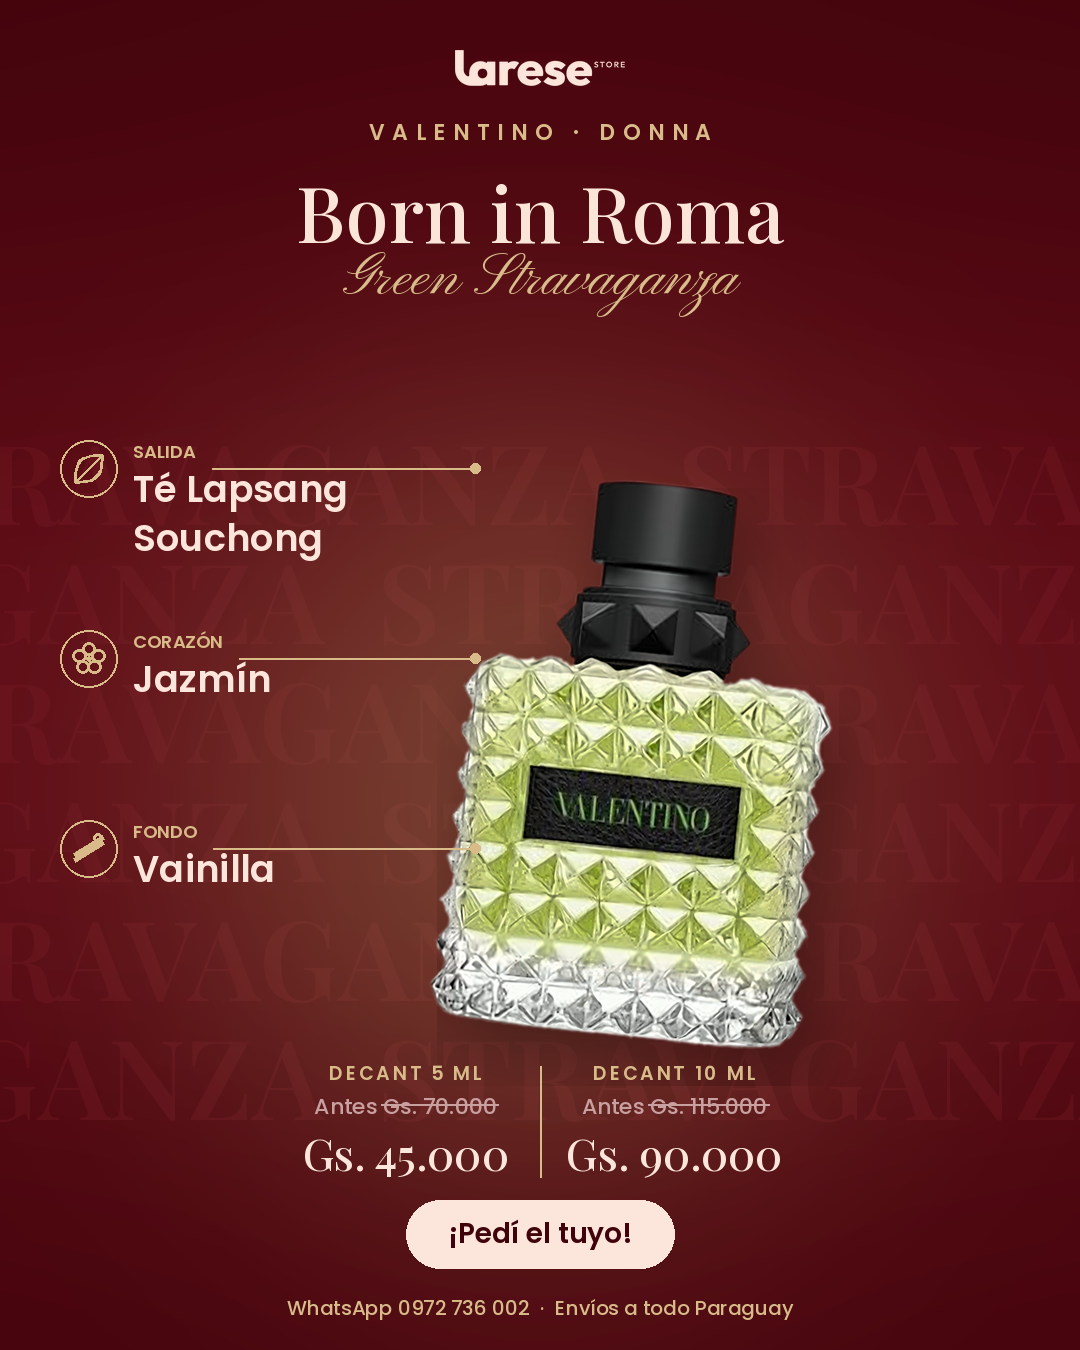 larese STORE
VALENTINO · DONNA
Born in Roma
Green Stravaganza
SALIDA
Té Lapsang
Souchong
CORAZÓN
Jazmín
FONDO
Vainilla
VALENTINO
DECANT 5 ML
Antes Gs. 70.000
Gs. 45.000
DECANT 10 ML
Antes Gs. 115.000
Gs. 90.000
¡Pedí el tuyo!
WhatsApp 0972 736 002 · Envíos a todo Paraguay